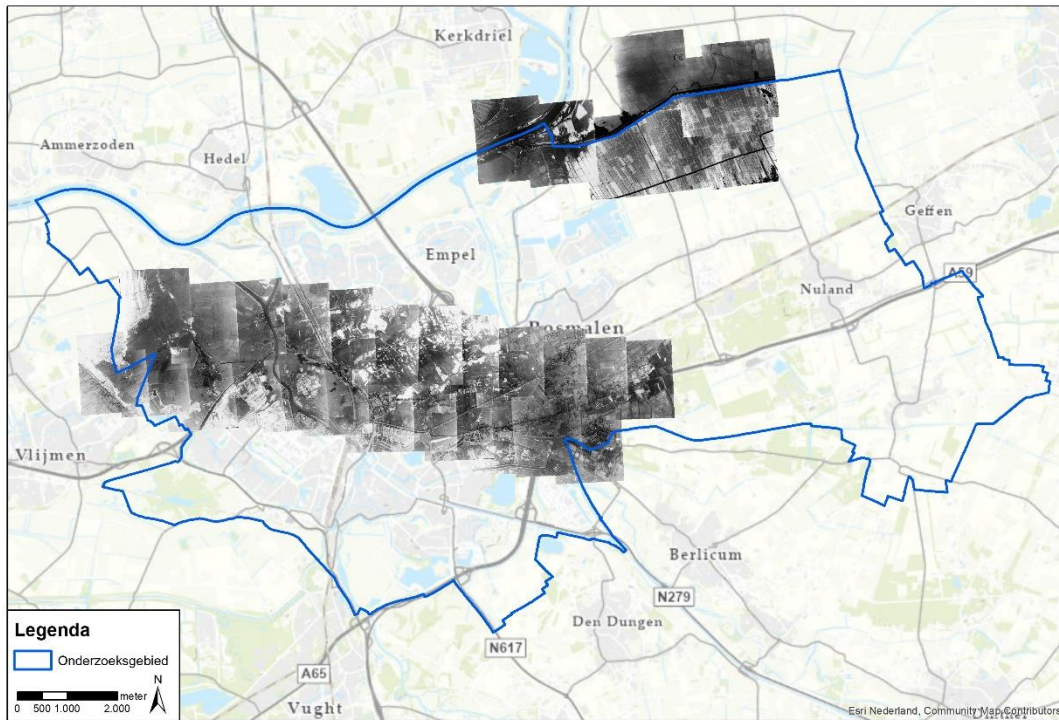 Kerkdriel
Ammerzoden
Hedel
Geffen
Empel
A59
Nuland
Rosmalen
Vlijmen
Berlicum
N279
Den Dungen
N617
A65
Vught
Legenda
Onderzoeksgebied
meter
0 500 1.000 2.000
N
Esri Nederland, Community Map Contributors